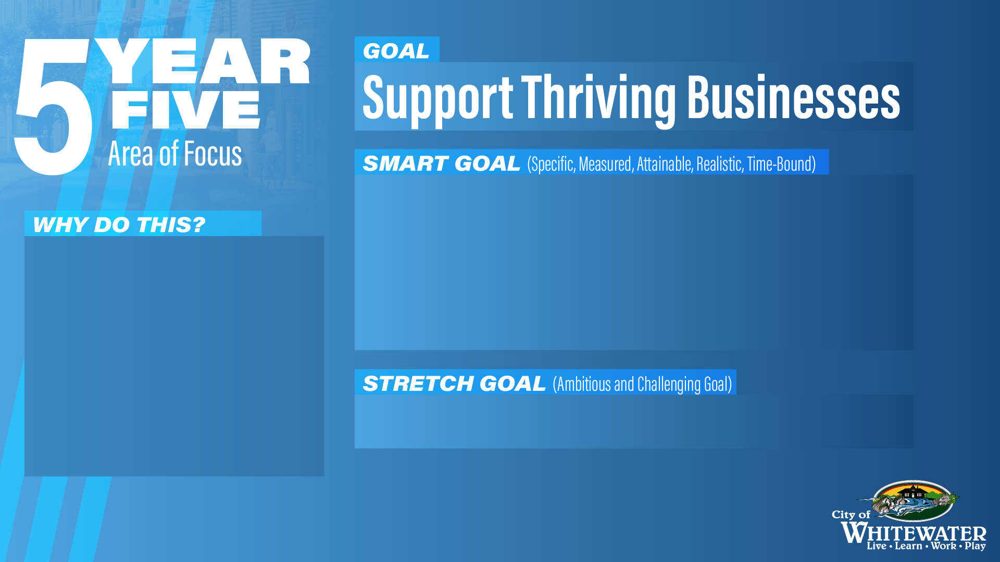 5 YEAR
FIVE
Area of Focus
WHY DO THIS?
GOAL
Support Thriving Businesses
SMART GOAL (Specific, Measured, Attainable, Realistic, Time-Bound)
STRETCH GOAL (Ambitious and Challenging Goal)
City of
WHITEWATER
Live • Learn • Work • Play